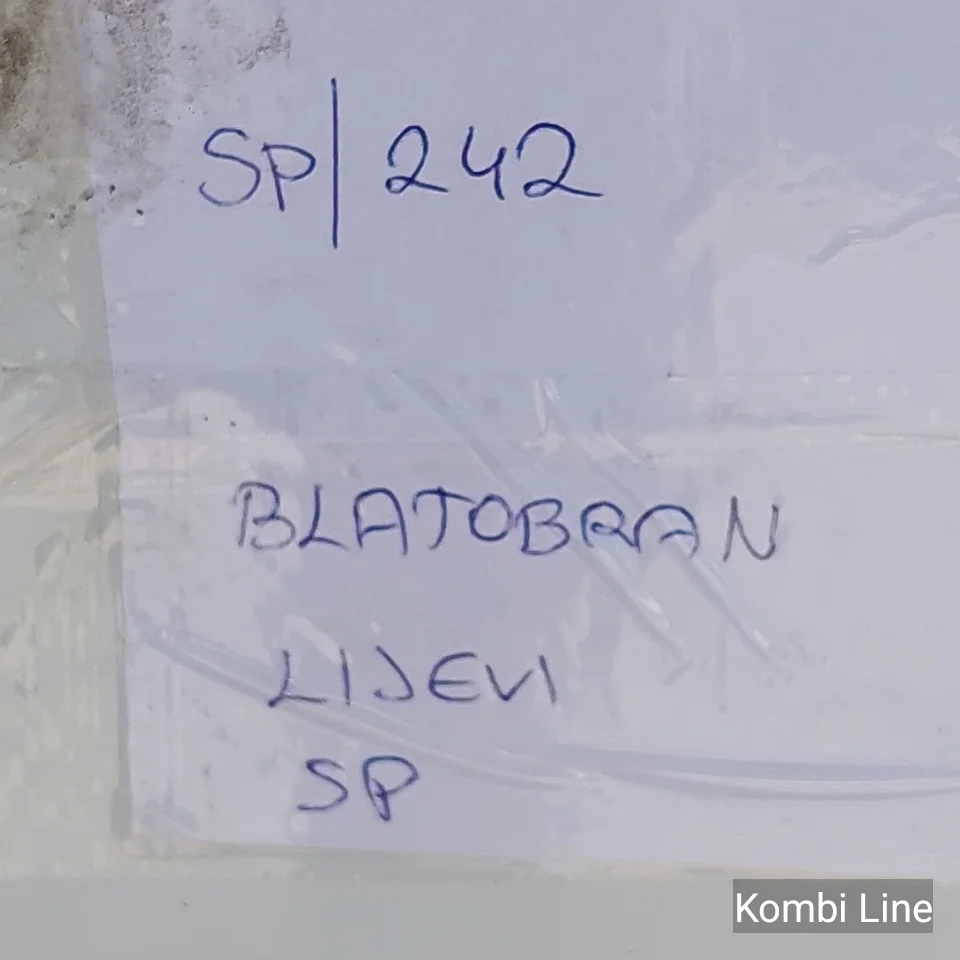 SP/242
BLATOBRAN
LIJEVI
SP
Kombi Line